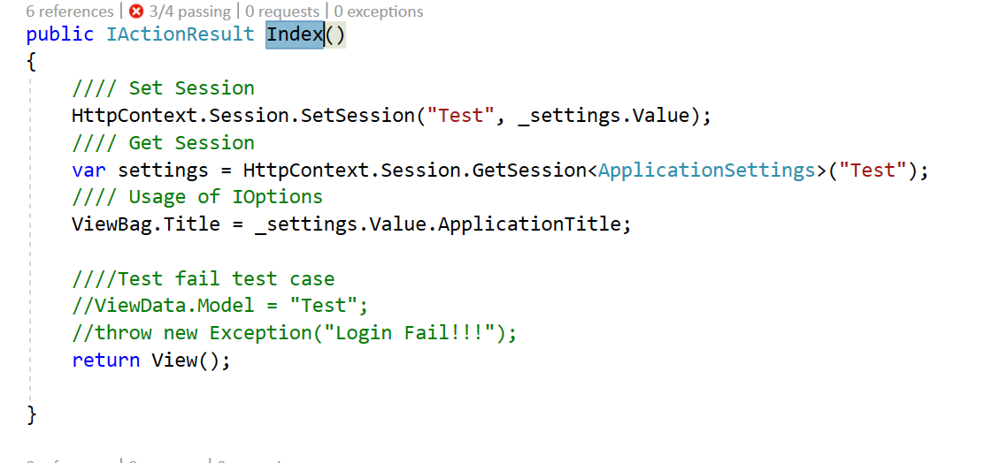 6 references | 3/4 passing | 0 requests | 0 exceptions
public IActionResult Index()
{
//// Set Session
HttpContext.Session.SetSession("Test", _settings.Value);
//// Get Session
var settings = HttpContext.Session.GetSession<ApplicationSettings>("Test");
//// Usage of IOptions
ViewBag.Title = _settings.Value.ApplicationTitle;
////Test fail test case
//ViewData.Model = "Test";
//throw new Exception("Login Fail!!!");
return View();
}